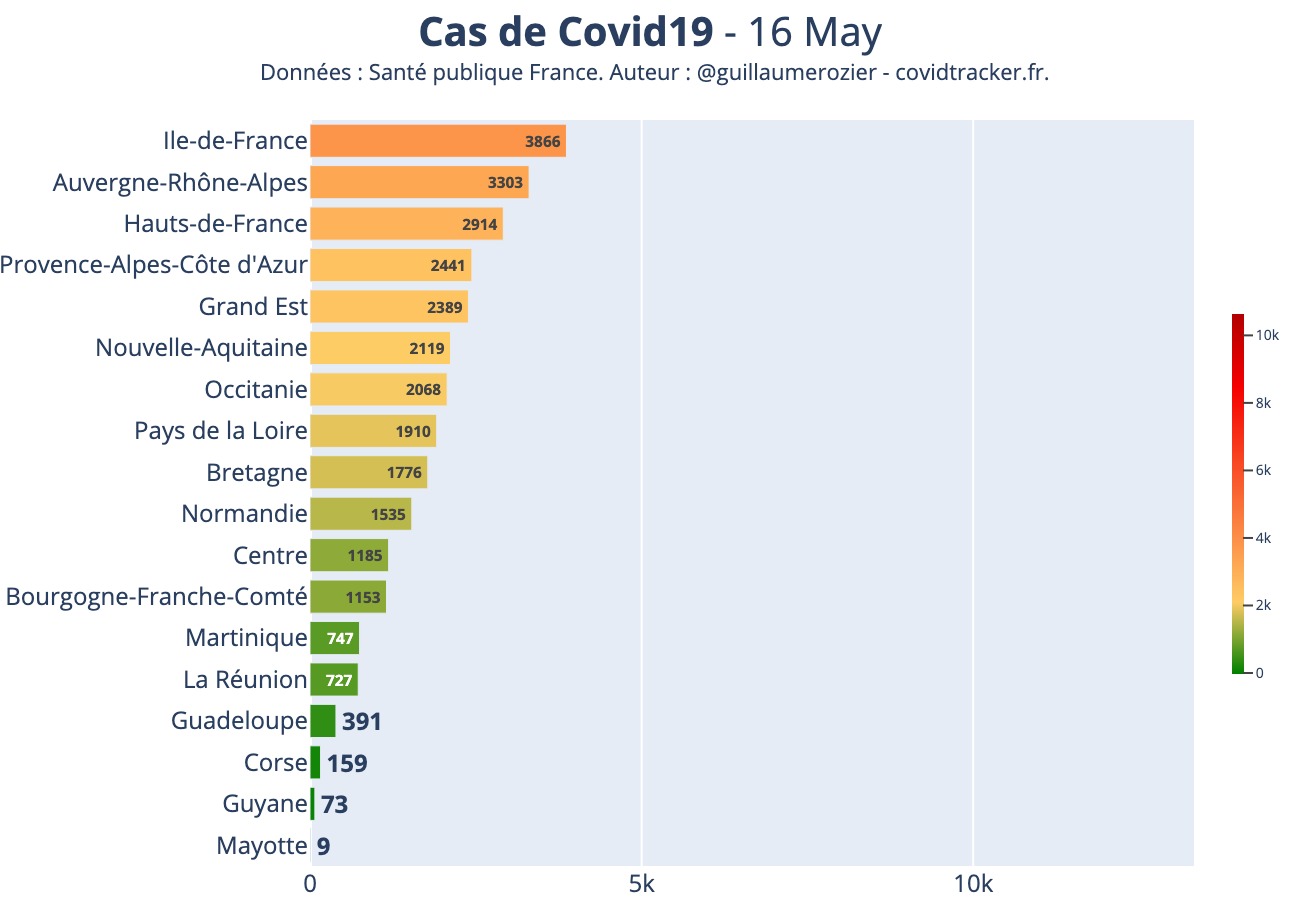 Cas de Covid19 - 16 May
Données : Santé publique France. Auteur : @guillaumerozier - covidtracker.fr.
Ile-de-France 3866
Auvergne-Rhône-Alpes 3303
Hauts-de-France 2914
Provence-Alpes-Côte d'Azur 2441
Grand Est 2389
Nouvelle-Aquitaine 2119
Occitanie 2068
Pays de la Loire 1910
Bretagne 1776
Normandie 1535
Centre 1185
Bourgogne-Franche-Comté 1153
Martinique 747
La Réunion 727
Guadeloupe 391
Corse 159
Guyane 73
Mayotte 9
0 5k 10k
10k
8k
6k
4k
2k
0